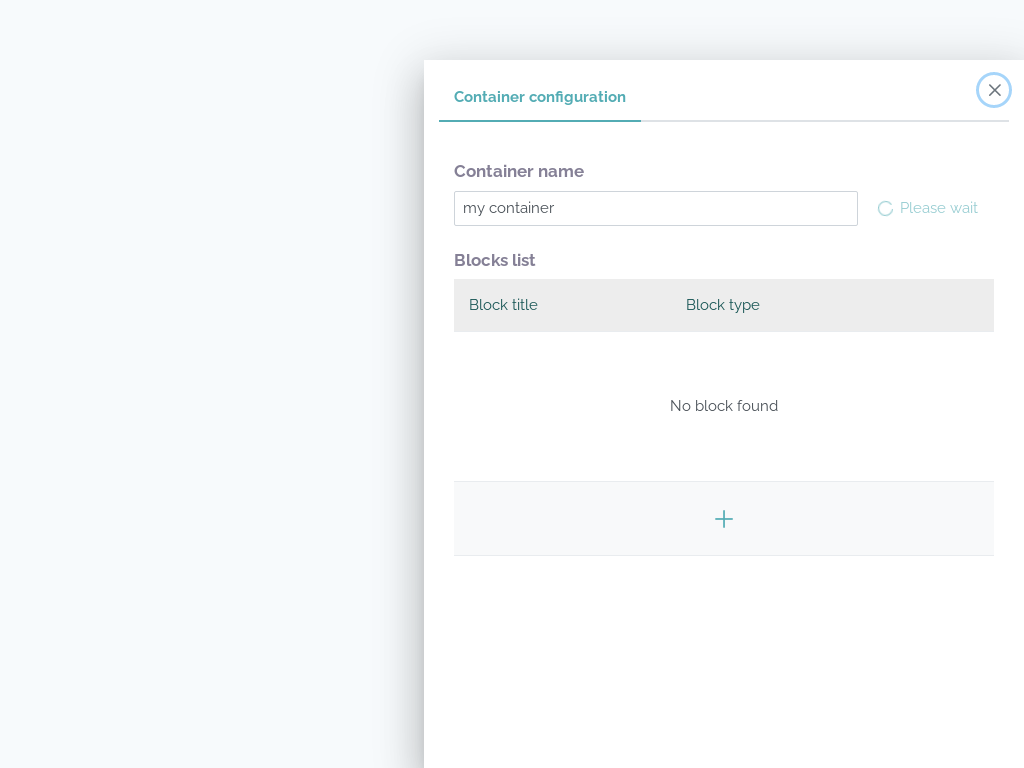 Container configuration
Container name
my container
Please wait
Blocks list
Block title Block type
No block found